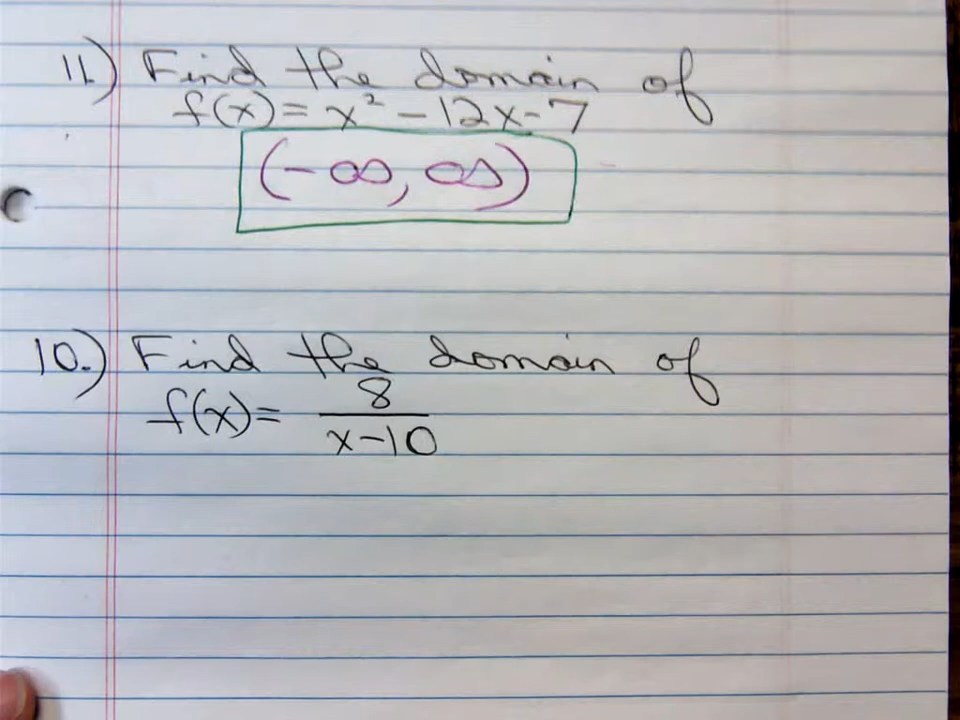 11.) Find the domain of
f(x) = x² - 12x - 7
(-∞, ∞)
10.) Find the domain of
f(x) = 8
x-10